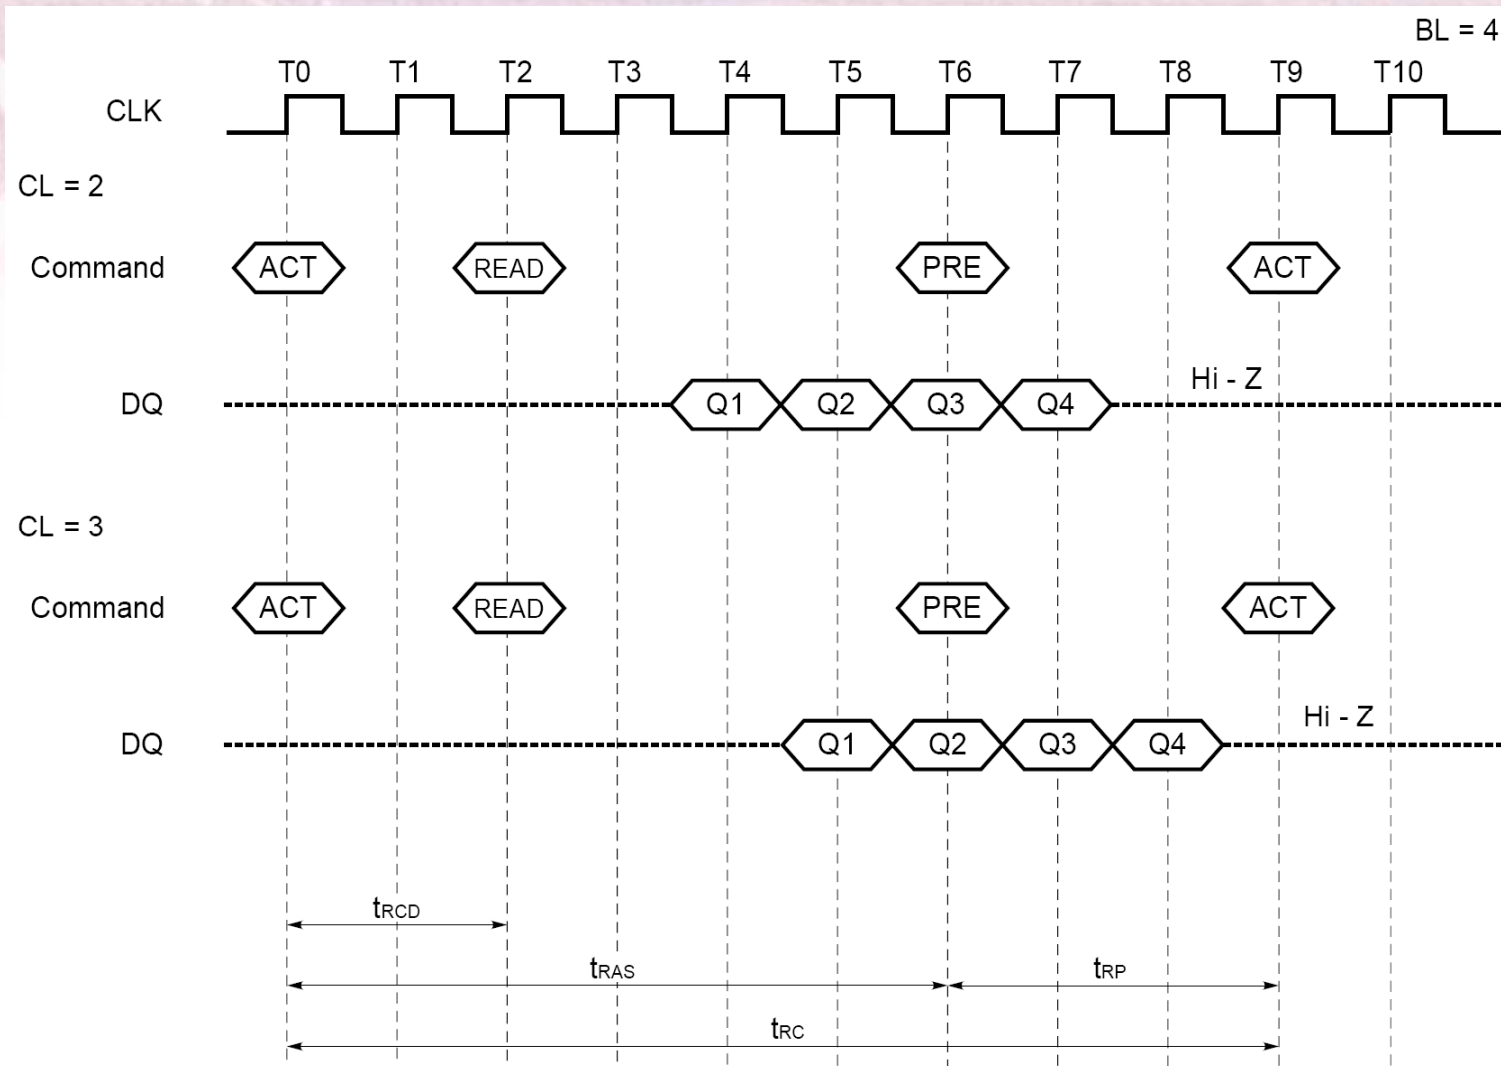 BL = 4
T0 T1 T2 T3 T4 T5 T6 T7 T8 T9 T10
CLK
CL = 2
Command ACT READ PRE ACT
Hi - Z
DQ Q1 Q2 Q3 Q4
CL = 3
Command ACT READ PRE ACT
Hi - Z
DQ Q1 Q2 Q3 Q4
tRCD
tRAS tRP
tRC